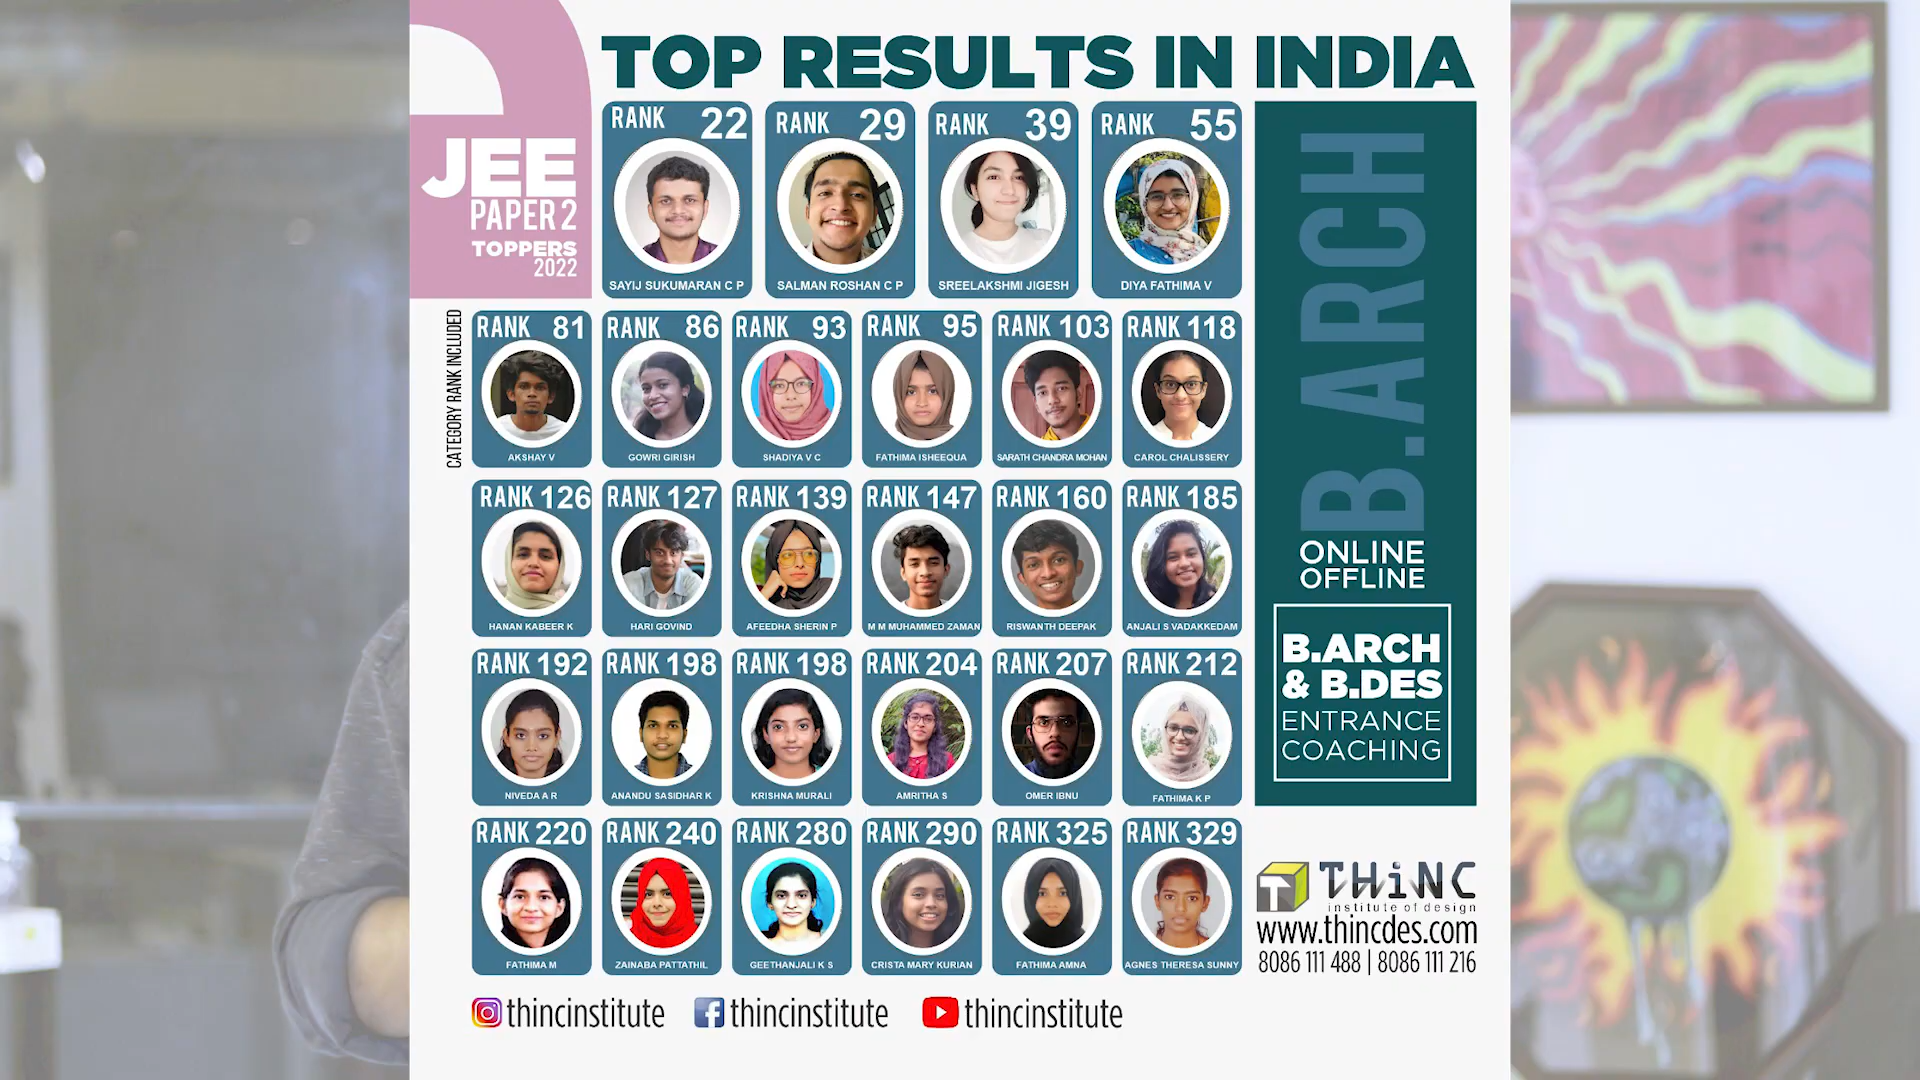 TOP RESULTS IN INDIA
JEE
PAPER 2
TOPPERS
2022
RANK 22
SAYIJ SUKUMARAN C P
RANK 29
SALMAN ROSHAN C P
RANK 39
SREELAKSHMI JIGESH
RANK 55
DIYA FATHIMA V
CATEGORY RANK INCLUDED
RANK 81
AKSHAY V
RANK 86
GOWRI GIRISH
RANK 93
SHADIYA V C
RANK 95
FATHIMA ISHEEQUA
RANK 103
SARATH CHANDRA MOHAN
RANK 118
CAROL CHALISSERY
RANK 126
HANAN KABEER K
RANK 127
HARI GOVIND
RANK 139
AFEEDHA SHERIN P
RANK 147
M M MUHAMMED ZAMAN
RANK 160
RISWANTH DEEPAK
RANK 185
ANJALI S VADAKKEDAM
RANK 192
NIVEDA A R
RANK 198
ANANDU SASIDHAR K
RANK 198
KRISHNA MURALI
RANK 204
AMRITHA S
RANK 207
OMER IBNU
RANK 212
FATHIMA K P
RANK 220
FATHIMA M
RANK 240
ZAINABA PATTATHIL
RANK 280
GEETHANJALI K S
RANK 290
CRISTA MARY KURIAN
RANK 325
FATHIMA AMNA
RANK 329
AGNES THERESA SUNNY
B.ARCH
ONLINE
OFFLINE
B.ARCH
& B.DES
ENTRANCE
COACHING
T THiNC
institute of design
www.thincdes.com
8086 111 488 | 8086 111 216
thincinstitute
thincinstitute
thincinstitute